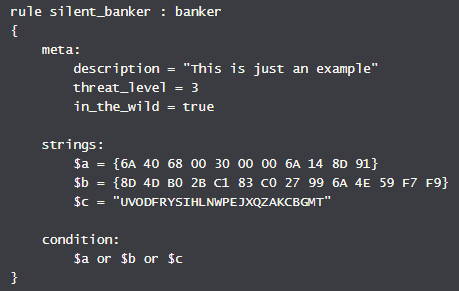 rule silent_banker : banker
{
    meta:
        description = "This is just an example"
        threat_level = 3
        in_the_wild = true

    strings:
        $a = {6A 40 68 00 30 00 00 6A 14 8D 91}
        $b = {8D 4D B0 2B C1 83 C0 27 99 6A 4E 59 F7 F9}
        $c = "UVODFRYSIHLNWPEJXQZAKCBGMT"

    condition:
        $a or $b or $c
}